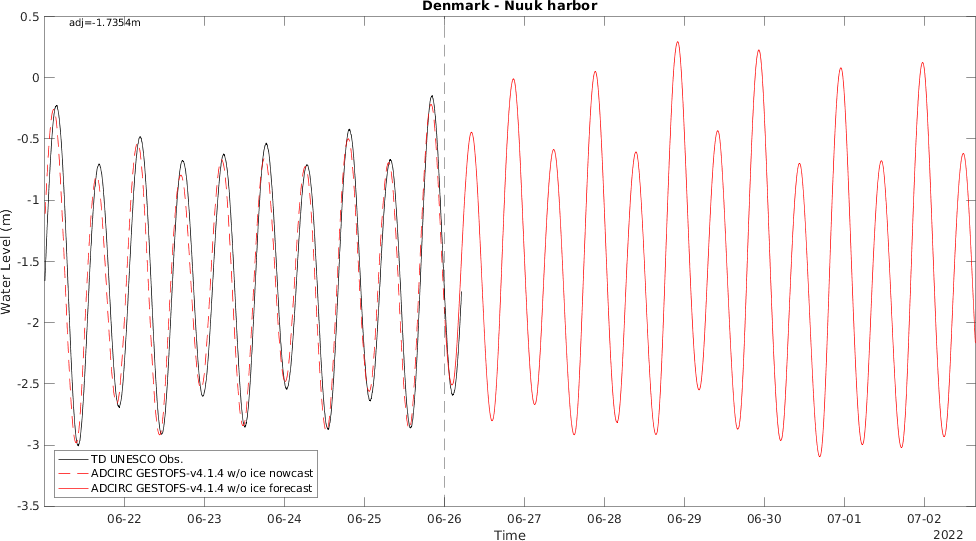 Denmark - Nuuk harbor
adj=-1.7354m
0.5
0
-0.5
-1
-1.5
-2
-2.5
-3
-3.5
Water Level (m)
TD UNESCO Obs.
ADCIRC GESTOFS-v4.1.4 w/o ice nowcast
ADCIRC GESTOFS-v4.1.4 w/o ice forecast
06-22 06-23 06-24 06-25 06-26 06-27 06-28 06-29 06-30 07-01 07-02
Time
2022